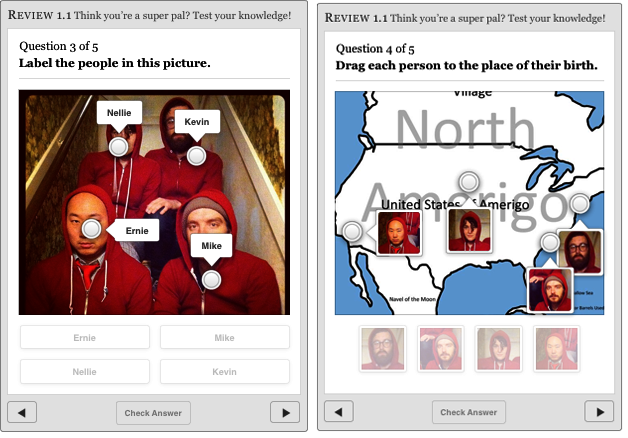 REVIEW 1.1 Think you're a super pal? Test your knowledge!
Question 3 of 5
Label the people in this picture.
Nellie
Kevin
Ernie
Mike
Ernie
Mike
Nellie
Kevin
Check Answer
REVIEW 1.1 Think you're a super pal? Test your knowledge!
Question 4 of 5
Drag each person to the place of their birth.
Village
North
Amerigo
United States of Amerigo
Navel of the Moon
Check Answer